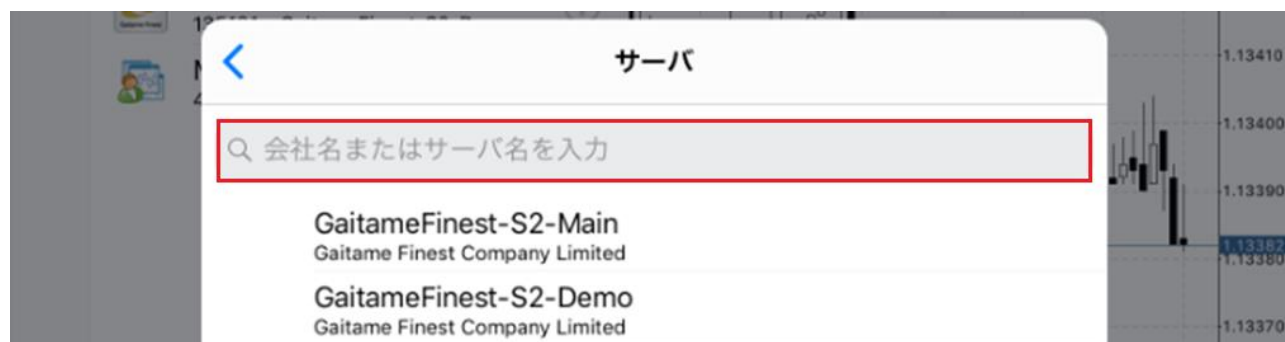 サーバ
会社名またはサーバ名を入力
GaitameFinest-S2-Main
Gaitame Finest Company Limited
GaitameFinest-S2-Demo
Gaitame Finest Company Limited
1.13410
1.13400
1.13390
1.13382
1.13380
1.13370